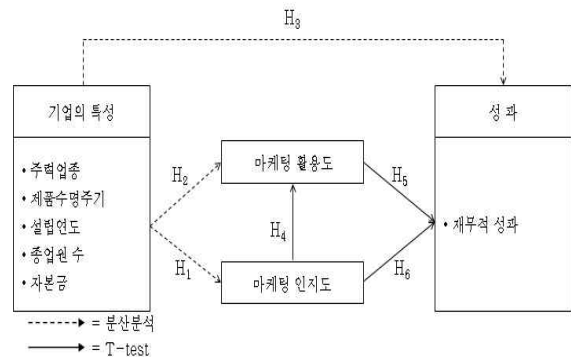 H3
기업의 특성
• 주력업종
• 제품수명주기
• 설립연도
• 종업원 수
• 자본금
H2
H1
마케팅 활용도
H4
마케팅 인지도
H5
H6
성 과
• 재무적 성과
= 분산분석
= T-test